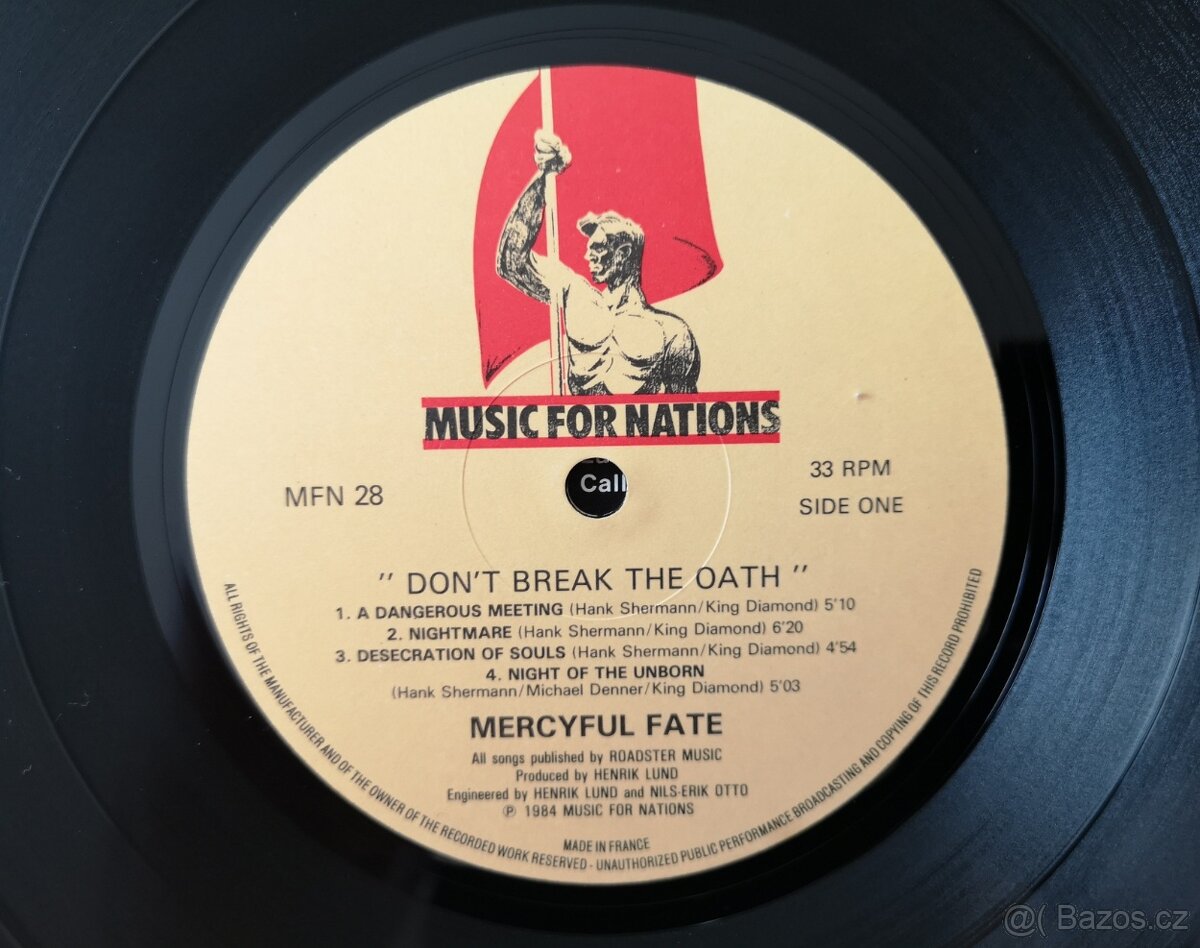 MUSIC FOR NATIONS
Call
MFN 28
33 RPM
SIDE ONE
" DON'T BREAK THE OATH "
1. A DANGEROUS MEETING (Hank Shermann/King Diamond) 5'10
2. NIGHTMARE (Hank Shermann/King Diamond) 6'20
3. DESECRATION OF SOULS (Hank Shermann/King Diamond) 4'54
4. NIGHT OF THE UNBORN
(Hank Shermann/Michael Denner/King Diamond) 5'03
MERCYFUL FATE
All songs published by ROADSTER MUSIC
Produced by HENRIK LUND
Engineered by HENRIK LUND and NILS-ERIK OTTO
℗ 1984 MUSIC FOR NATIONS
MADE IN FRANCE
ALL RIGHTS OF THE MANUFACTURER AND OF THE OWNER OF THE RECORDED WORK RESERVED - UNAUTHORIZED PUBLIC PERFORMANCE BROADCASTING AND COPYING OF THIS RECORD PROHIBITED
@( Bazos.cz